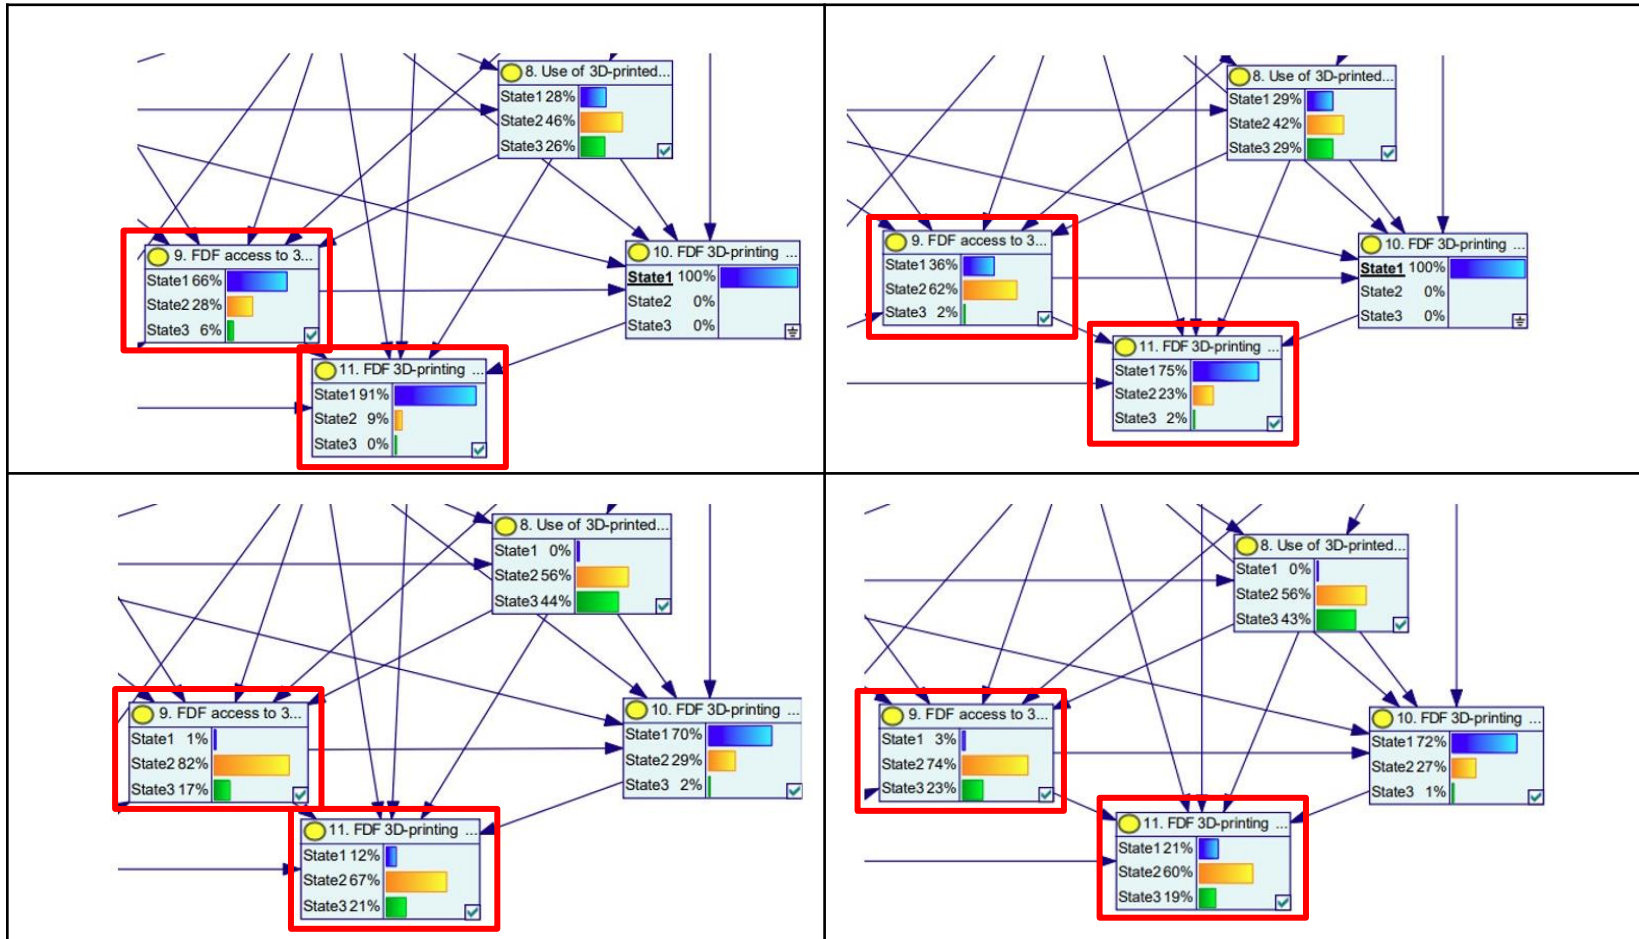 8. Use of 3D-printed...
State1 28%
State2 46%
State3 26%
9. FDF access to 3...
State1 66%
State2 28%
State3 6%
10. FDF 3D-printing ...
State1 100%
State2 0%
State3 0%
11. FDF 3D-printing ...
State1 91%
State2 9%
State3 0%
8. Use of 3D-printed...
State1 29%
State2 42%
State3 29%
9. FDF access to 3...
State1 36%
State2 62%
State3 2%
10. FDF 3D-printing ...
State1 100%
State2 0%
State3 0%
11. FDF 3D-printing ...
State1 75%
State2 23%
State3 2%
8. Use of 3D-printed...
State1 0%
State2 56%
State3 44%
9. FDF access to 3...
State1 1%
State2 82%
State3 17%
10. FDF 3D-printing ...
State1 70%
State2 29%
State3 2%
11. FDF 3D-printing ...
State1 12%
State2 67%
State3 21%
8. Use of 3D-printed...
State1 0%
State2 56%
State3 43%
9. FDF access to 3...
State1 3%
State2 74%
State3 23%
10. FDF 3D-printing ...
State1 72%
State2 27%
State3 1%
11. FDF 3D-printing ...
State1 21%
State2 60%
State3 19%